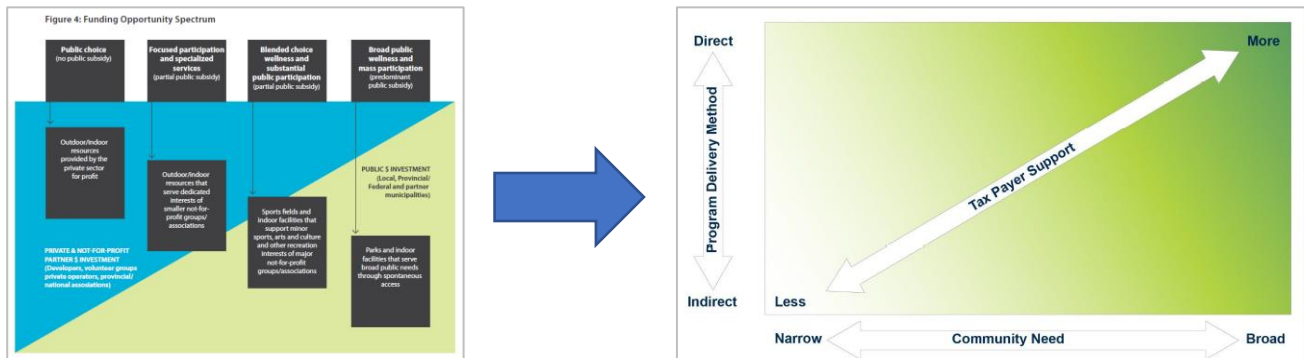 Figure 4: Funding Opportunity Spectrum
Public choice
(no public subsidy)
Focused participation
and specialized
services
(partial public subsidy)
Blended choice
wellness and
substantial
public participation
(partial public subsidy)
Broad public
wellness and
mass participation
(predominant
public subsidy)
Outdoor/indoor
resources
provided by the
private sector
for profit
Outdoor/indoor
resources that
serve dedicated
interests of
smaller not-for-
profit groups/
associations
Sports fields and
indoor facilities that
support minor
sports, arts and culture
and other recreation
interests of major
not-for-profit
groups/associations
PUBLIC $ INVESTMENT
(Local, Provincial/
Federal and partner
municipalities)
Parks and indoor
facilities that serve
broad public needs
through spontaneous
access
PRIVATE & NOT-FOR-PROFIT
PARTNER $ INVESTMENT
(Developers, volunteer groups
private operators, provincial/
national assotiations)
Direct
Program Delivery Method
Indirect
More
Tax Payer Support
Less
Narrow
Community Need
Broad